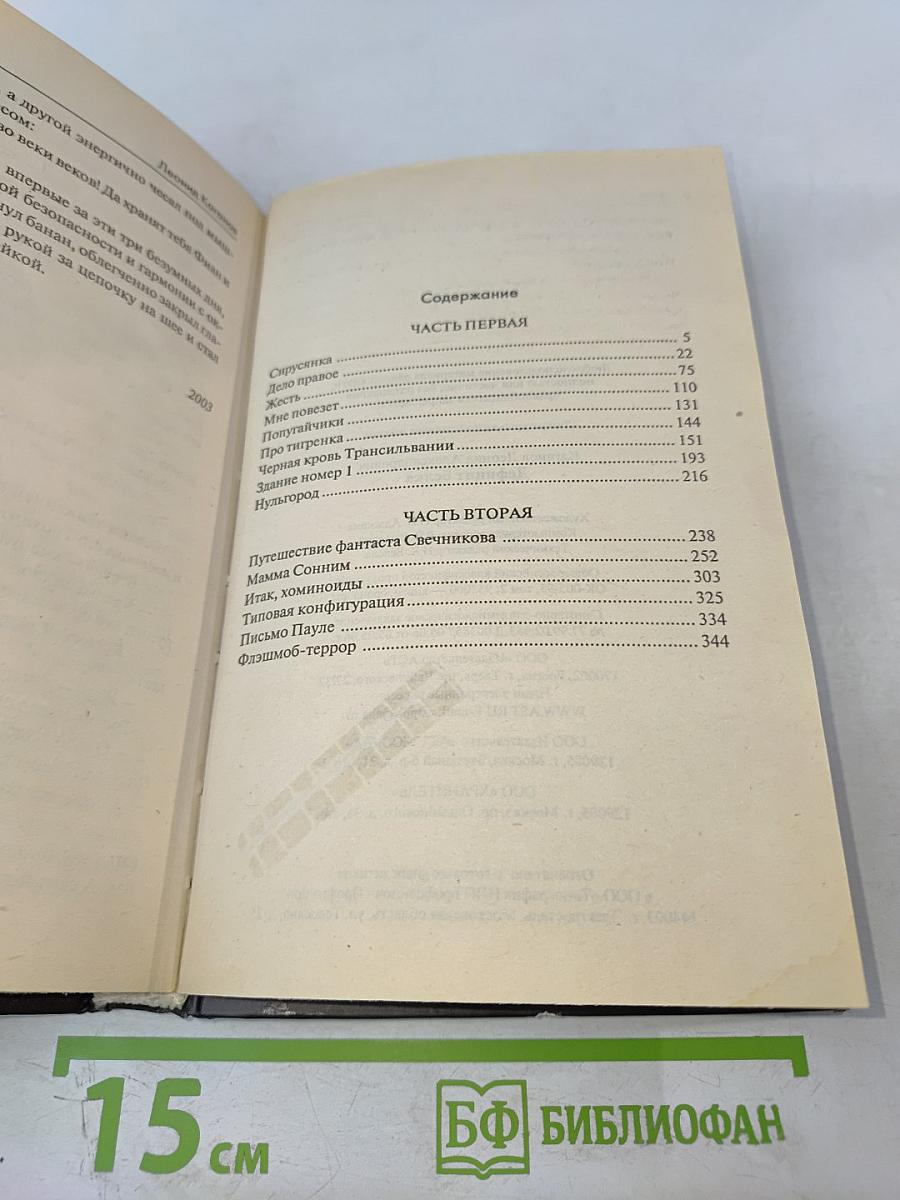 Леонид Каганов
а другой энергично чесал под мыш-
сом:
во веки веков! Да хранят тебя Фиан и
впервые за эти три безумных дня,
ой безопасности и гармонии с ок-
нул банан, облегченно закрыл гла-
рукой за цепочку на шее и стал
йкой.
2003
Содержание
ЧАСТЬ ПЕРВАЯ
Сирусянка 5
Дело правое 22
Жесть 75
Мне повезет 110
Попугайчики 131
Про тигренка 144
Черная кровь Трансильвании 151
Здание номер 1 193
Нульгород 216
ЧАСТЬ ВТОРАЯ
Путешествие фантаста Свечникова 238
Мамма Сонним 252
Итак, хоминоиды 303
Типовая конфигурация 325
Письмо Пауле 334
Флэшмоб-террор 344
15 см
БФ БИБЛИОФАН